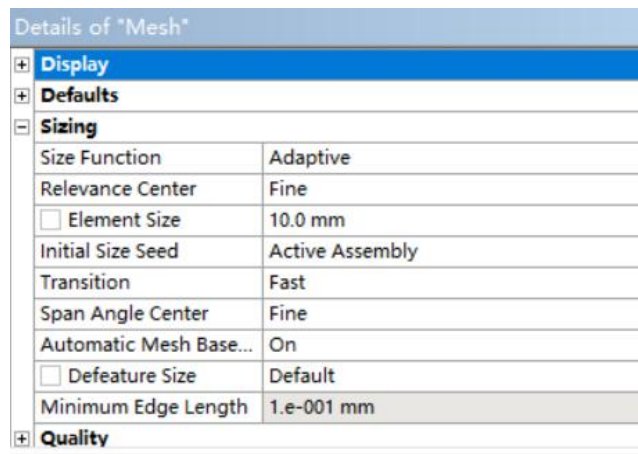 Details of "Mesh"
Display
Defaults
Sizing
Size Function Adaptive
Relevance Center Fine
Element Size 10.0 mm
Initial Size Seed Active Assembly
Transition Fast
Span Angle Center Fine
Automatic Mesh Base... On
Defeature Size Default
Minimum Edge Length 1.e-001 mm
Quality